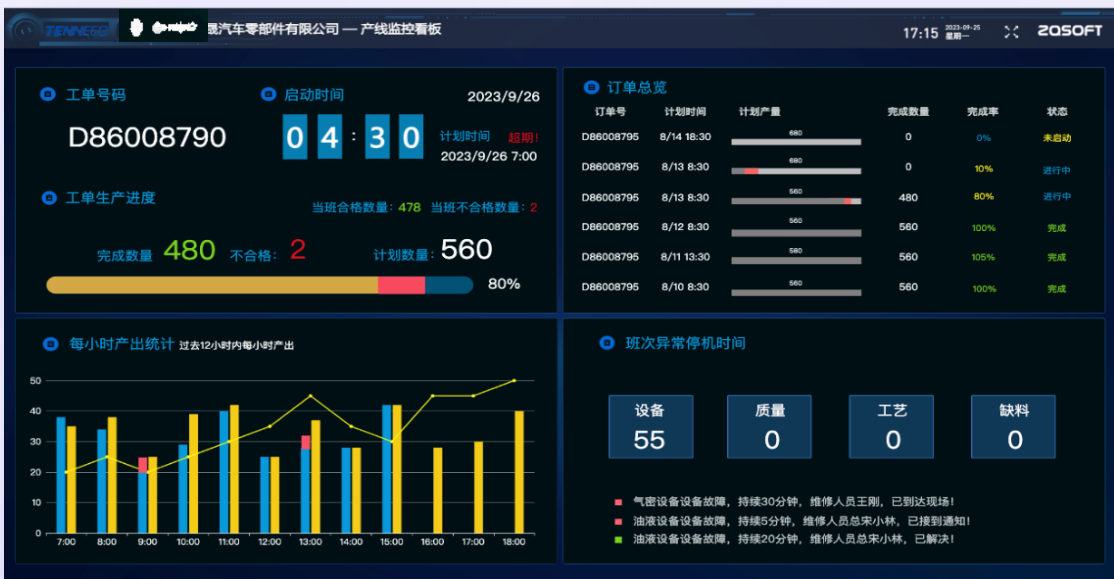 TENNECO
晟汽车零部件有限公司 — 产线监控看板
17:15 2023-09-25 星期一
ZQSOFT
工单号码
D86008790
启动时间
2023/9/26
04:30
计划时间 超期!
2023/9/26 7:00
工单生产进度
当班合格数量: 478 当班不合格数量: 2
完成数量 480 不合格: 2 计划数量: 560
80%
订单总览
订单号 计划时间 计划产量 完成数量 完成率 状态
D86008795 8/14 18:30 680 0 0% 未启动
D86008795 8/13 8:30 680 0 10% 进行中
D86008795 8/13 8:30 560 480 80% 进行中
D86008795 8/12 8:30 560 560 100% 完成
D86008795 8/11 13:30 580 560 105% 完成
D86008795 8/10 8:30 560 560 100% 完成
每小时产出统计 过去12小时内每小时产出
50
40
30
20
10
0
7:00 8:00 9:00 10:00 11:00 12:00 13:00 14:00 15:00 16:00 17:00 18:00
班次异常停机时间
设备 质量 工艺 缺料
55 0 0 0
气密设备设备故障，持续30分钟，维修人员王刚，已到达现场!
油液设备设备故障，持续5分钟，维修人员总宋小林，已接到通知!
油液设备设备故障，持续20分钟，维修人员总宋小林，已解决!